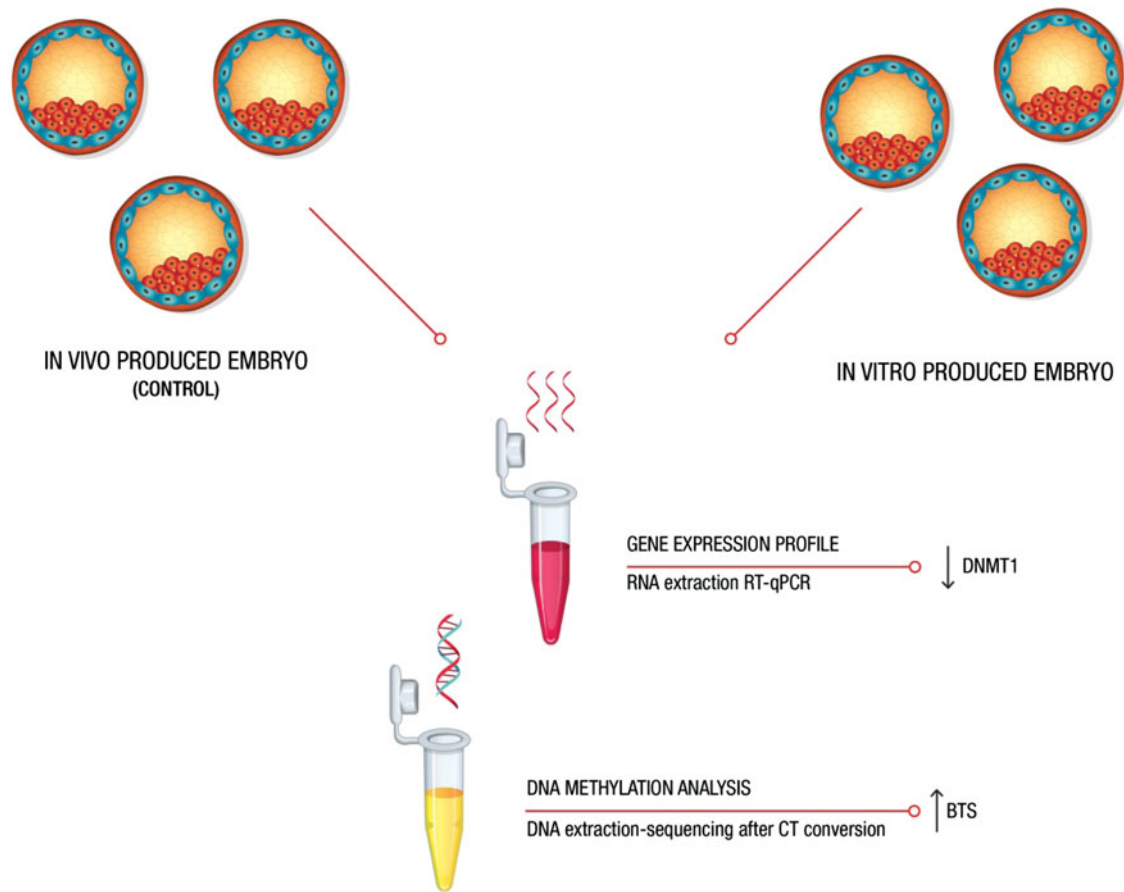 IN VIVO PRODUCED EMBRYO
(CONTROL)
IN VITRO PRODUCED EMBRYO
GENE EXPRESSION PROFILE
RNA extraction RT-qPCR
↓ DNMT1
DNA METHYLATION ANALYSIS
DNA extraction-sequencing after CT conversion
↑ BTS